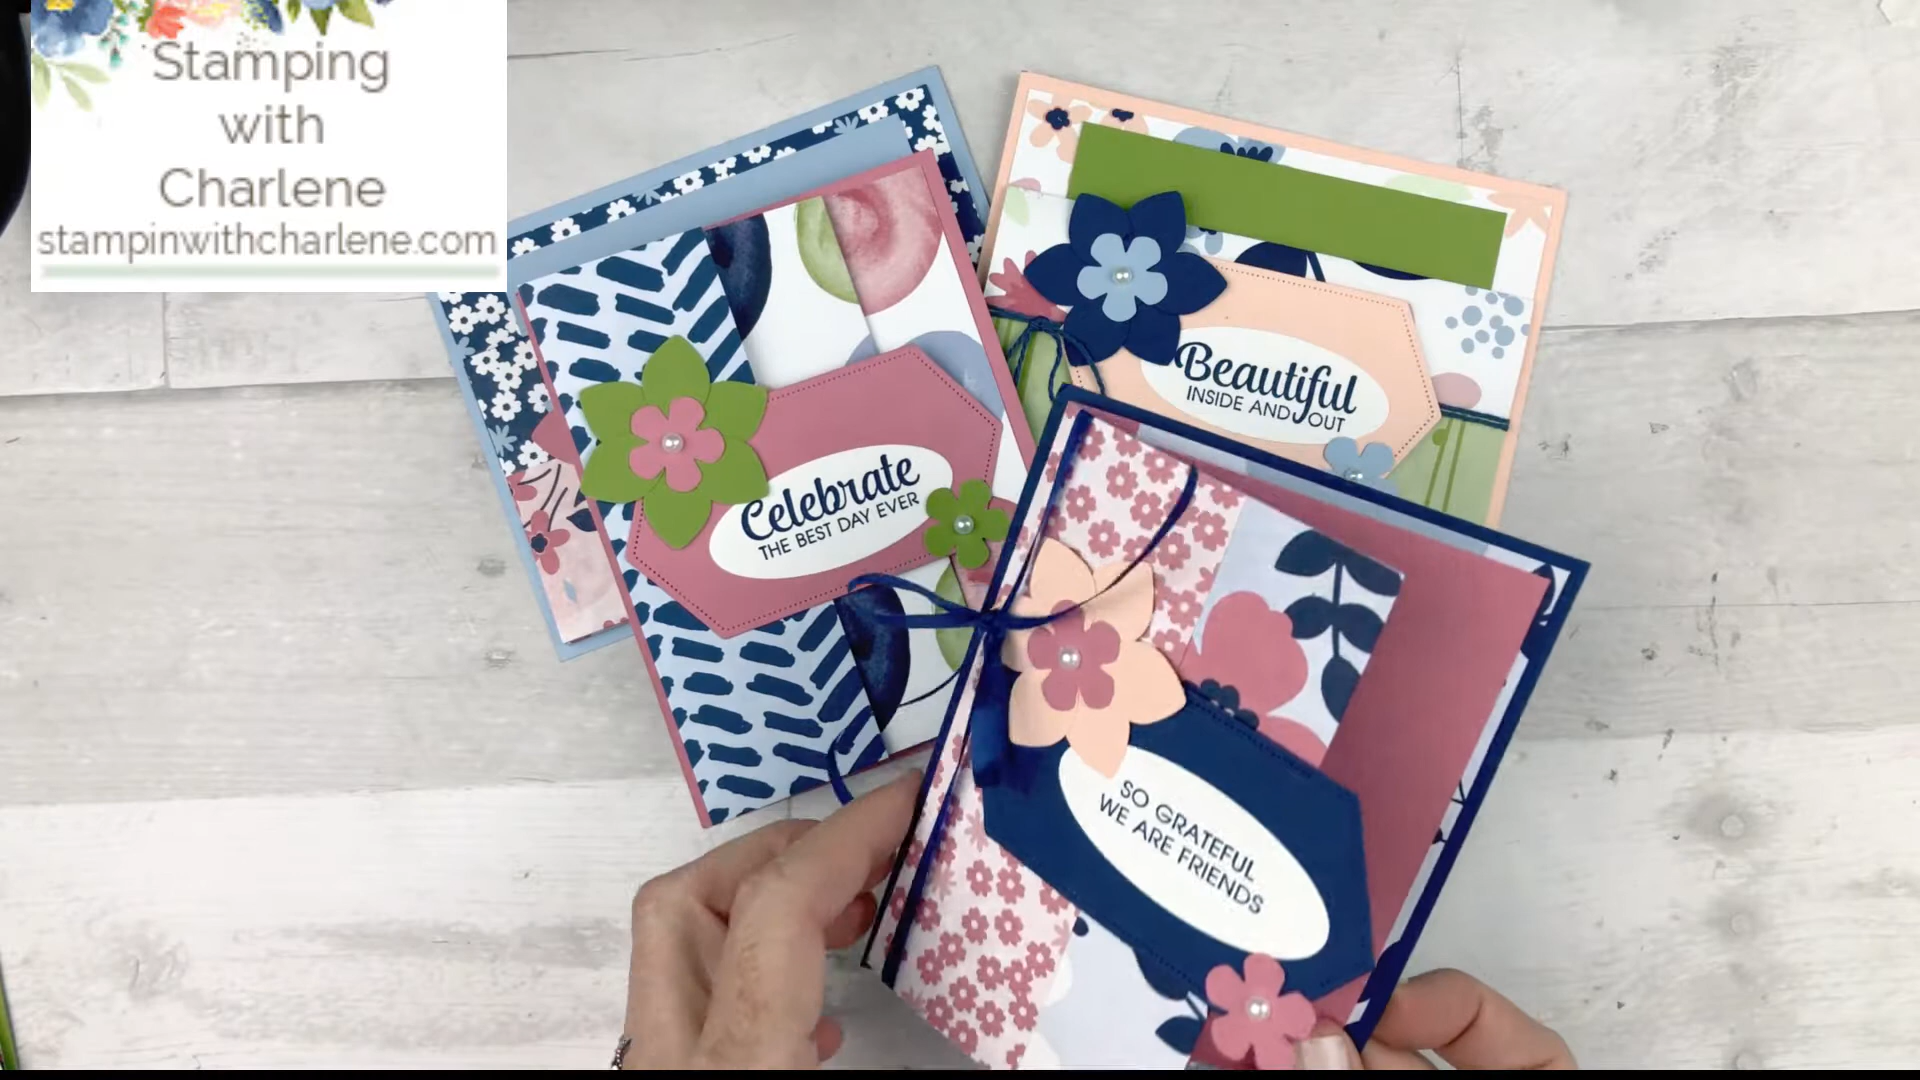 Stamping
with
Charlene
stampinwithcharlene.com
Beautiful
INSIDE AND OUT
Celebrate
THE BEST DAY EVER
SO GRATEFUL
WE ARE FRIENDS